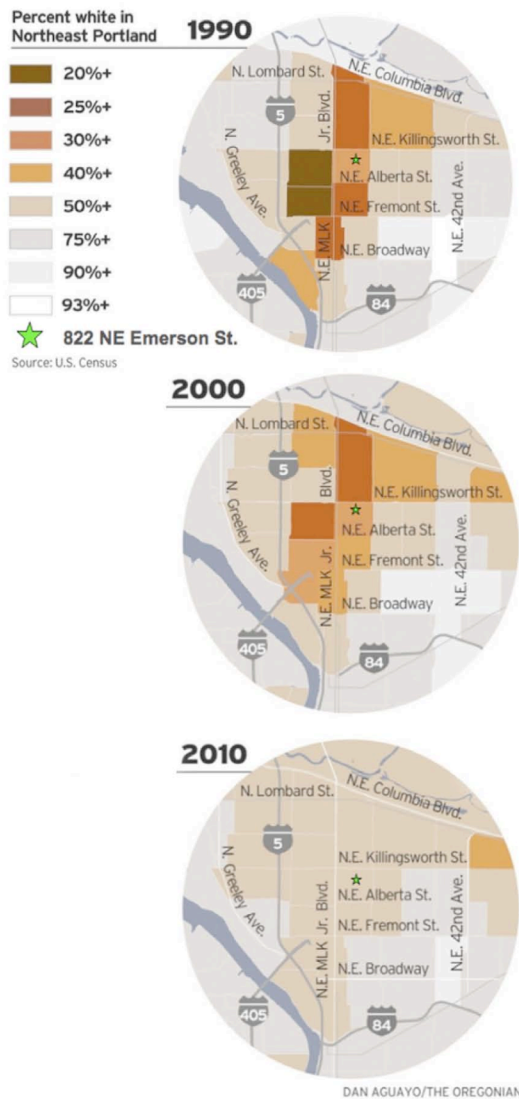 Percent white in
Northeast Portland
1990
20%+
25%+
30%+
40%+
50%+
75%+
90%+
93%+
822 NE Emerson St.
Source: U.S. Census
N. Lombard St.
N.E. Columbia Blvd.
5
Jr. Blvd.
N.E. Killingsworth St.
N. Greeley Ave.
N.E. Alberta St.
N.E. Fremont St.
N.E. 42nd Ave.
N.E. MLK
N.E. Broadway
405
84
2000
N. Lombard St.
N.E. Columbia Blvd.
5
Blvd.
N.E. Killingsworth St.
N. Greeley Ave.
N.E. Alberta St.
N.E. Fremont St.
N.E. 42nd Ave.
N.E. MLK Jr.
N.E. Broadway
405
84
2010
N. Lombard St.
N.E. Columbia Blvd.
5
N.E. Killingsworth St.
N. Greeley Ave.
N.E. Alberta St.
N.E. Fremont St.
N.E. 42nd Ave.
N.E. MLK Jr. Blvd.
N.E. Broadway
405
84
DAN AGUAYO/THE OREGONIAN